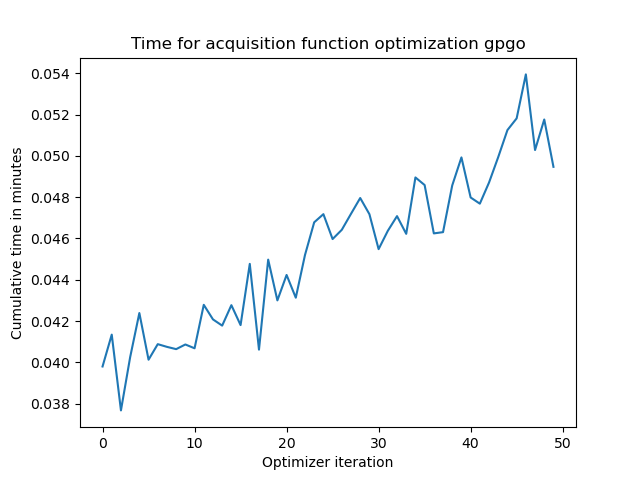 Time for acquisition function optimization gpgo
0.054
0.052
0.050
0.048
0.046
0.044
0.042
0.040
0.038
Cumulative time in minutes
0 10 20 30 40 50
Optimizer iteration